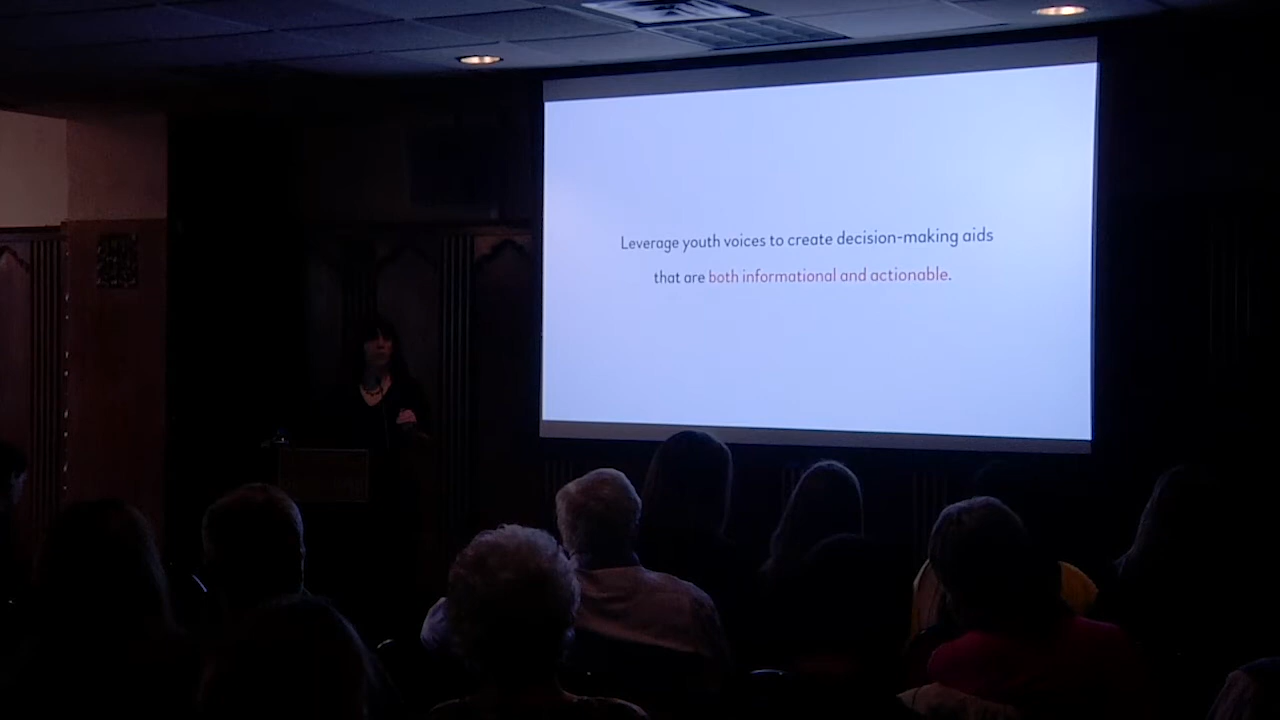 Leverage youth voices to create decision-making aids
that are both informational and actionable.